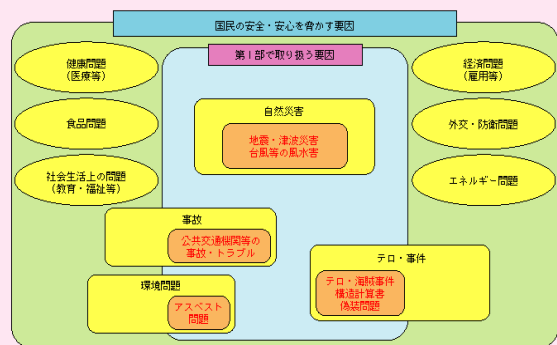 国民の安全・安心を脅かす要因
第Ⅰ部で取り扱う要因
健康問題
(医療等)
食品問題
社会生活上の問題
(教育・福祉等)
経済問題
(雇用等)
外交・防衛問題
エネルギー問題
自然災害
地震・津波災害
台風等の風水害
事故
公共交通機関等の
事故・トラブル
環境問題
アスベスト
問題
テロ・事件
テロ・海賊事件
構造計算書
偽装問題